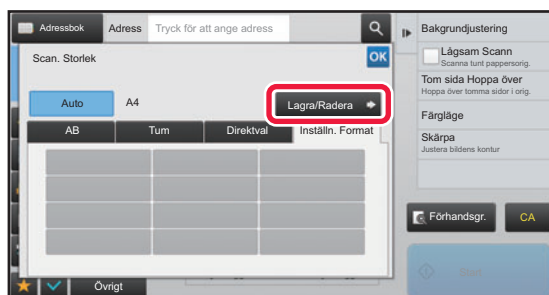 Adressbok
Adress
Tryck för att ange adress
Scan. Storlek
OK
Auto
A4
Lagra/Radera
AB
Tum
Direktval
Inställn. Format
Övrigt
Bakgrundjustering
Lågsam Scann
Scanna tunt pappersorig.
Tom sida Hoppa över
Hoppa över tomma sidor i orig.
Färgläge
Skärpa
Justera bildens kontur
Förhandsgr.
CA
Start